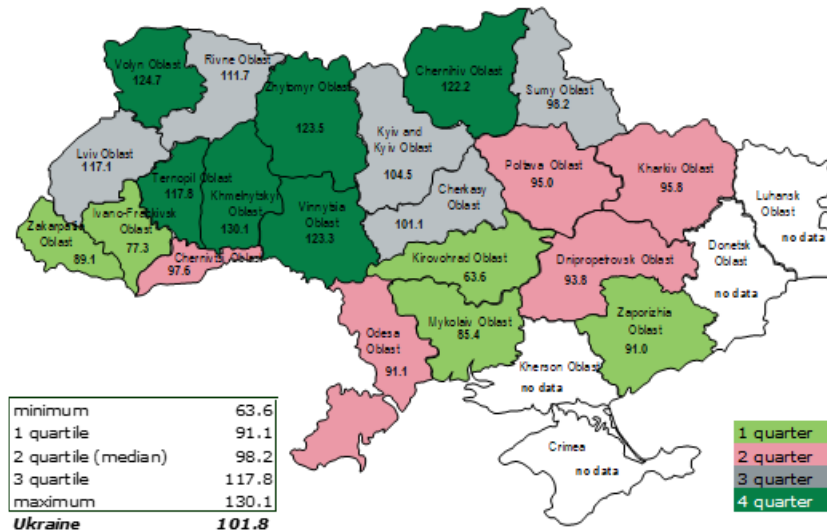 Volyn Oblast
124.7
Rivne Oblast
111.7
Zhytomyr Oblast
123.5
Chernihiv Oblast
122.2
Sumy Oblast
98.2
Lviv Oblast
117.1
Ternopil Oblast
117.8
Khmelnytskyi
Oblast
130.1
Vinnytsia
Oblast
123.3
Kyiv and
Kyiv Oblast
104.5
Cherkasy
Oblast
101.1
Poltava Oblast
95.0
Kharkiv Oblast
95.8
Luhansk
Oblast
no data
Donetsk
Oblast
no data
Zakarpattia
Oblast
89.1
Ivano-Frankivsk
Oblast
77.3
Chernivtsi Oblast
97.6
Kirovohrad Oblast
63.6
Dnipropetrovsk Oblast
93.8
Zaporizhia
Oblast
91.0
Mykolaiv Oblast
85.4
Odesa
Oblast
91.1
Kherson Oblast
no data
Crimea
no data
minimum 63.6
1 quartile 91.1
2 quartile (median) 98.2
3 quartile 117.8
maximum 130.1
Ukraine 101.8
1 quarter
2 quarter
3 quarter
4 quarter